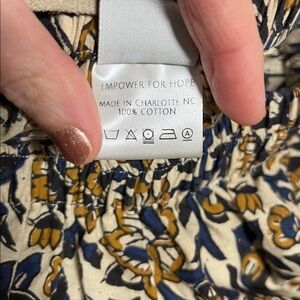 EMPOWER FOR HOPE
MADE IN CHARLOTTE NC
100% COTTON
A